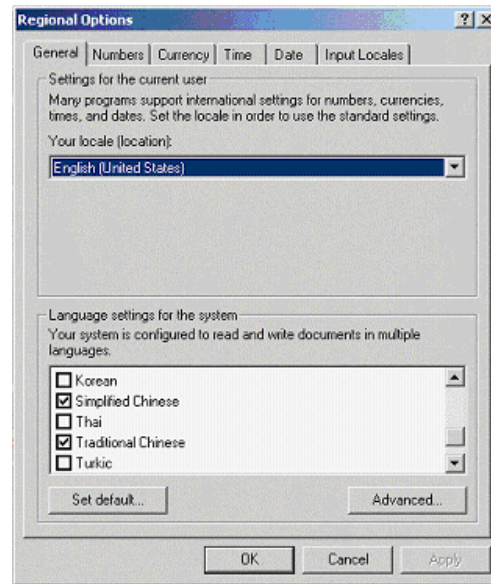 Regional Options
General Numbers Currency Time Date Input Locales
Settings for the current user
Many programs support international settings for numbers, currencies,
times, and dates. Set the locale in order to use the standard settings.
Your locale (location):
English (United States)
Language settings for the system
Your system is configured to read and write documents in multiple
languages.
Korean
Simplified Chinese
Thai
Traditional Chinese
Turkic
Set default... Advanced...
OK Cancel Apply